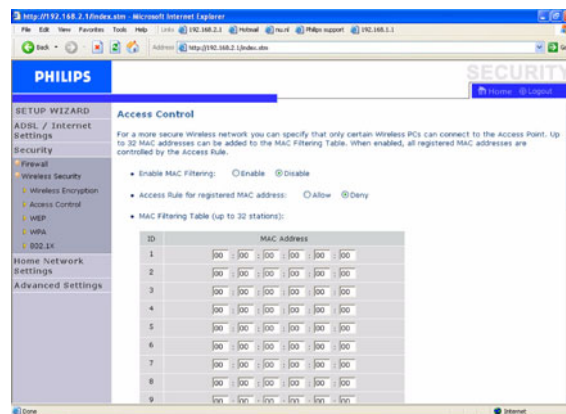 http://192.168.2.1/index.stm - Microsoft Internet Explorer
File Edit View Favorites Tools Help Links 192.168.2.1 Hotmail nu.nl Philips support 192.168.1.1
Back Address http://192.168.2.1/index.stm
PHILIPS
SECURITY
Home Logout
SETUP WIZARD
ADSL / Internet Settings
Security
Firewall
Wireless Security
Wireless Encryption
Access Control
WEP
WPA
802.1X
Home Network Settings
Advanced Settings
Access Control
For a more secure Wireless network you can specify that only certain Wireless PCs can connect to the Access Point. Up
to 32 MAC addresses can be added to the MAC Filtering Table. When enabled, all registered MAC addresses are
controlled by the Access Rule.
• Enable MAC Filtering: Enable Disable
• Access Rule for registered MAC address: Allow Deny
• MAC Filtering Table (up to 32 stations):
ID MAC Address
1 00 : 00 : 00 : 00 : 00 : 00
2 00 : 00 : 00 : 00 : 00 : 00
3 00 : 00 : 00 : 00 : 00 : 00
4 00 : 00 : 00 : 00 : 00 : 00
5 00 : 00 : 00 : 00 : 00 : 00
6 00 : 00 : 00 : 00 : 00 : 00
7 00 : 00 : 00 : 00 : 00 : 00
8 00 : 00 : 00 : 00 : 00 : 00
9 00 : 00 : 00 : 00 : 00 : 00
Done Internet